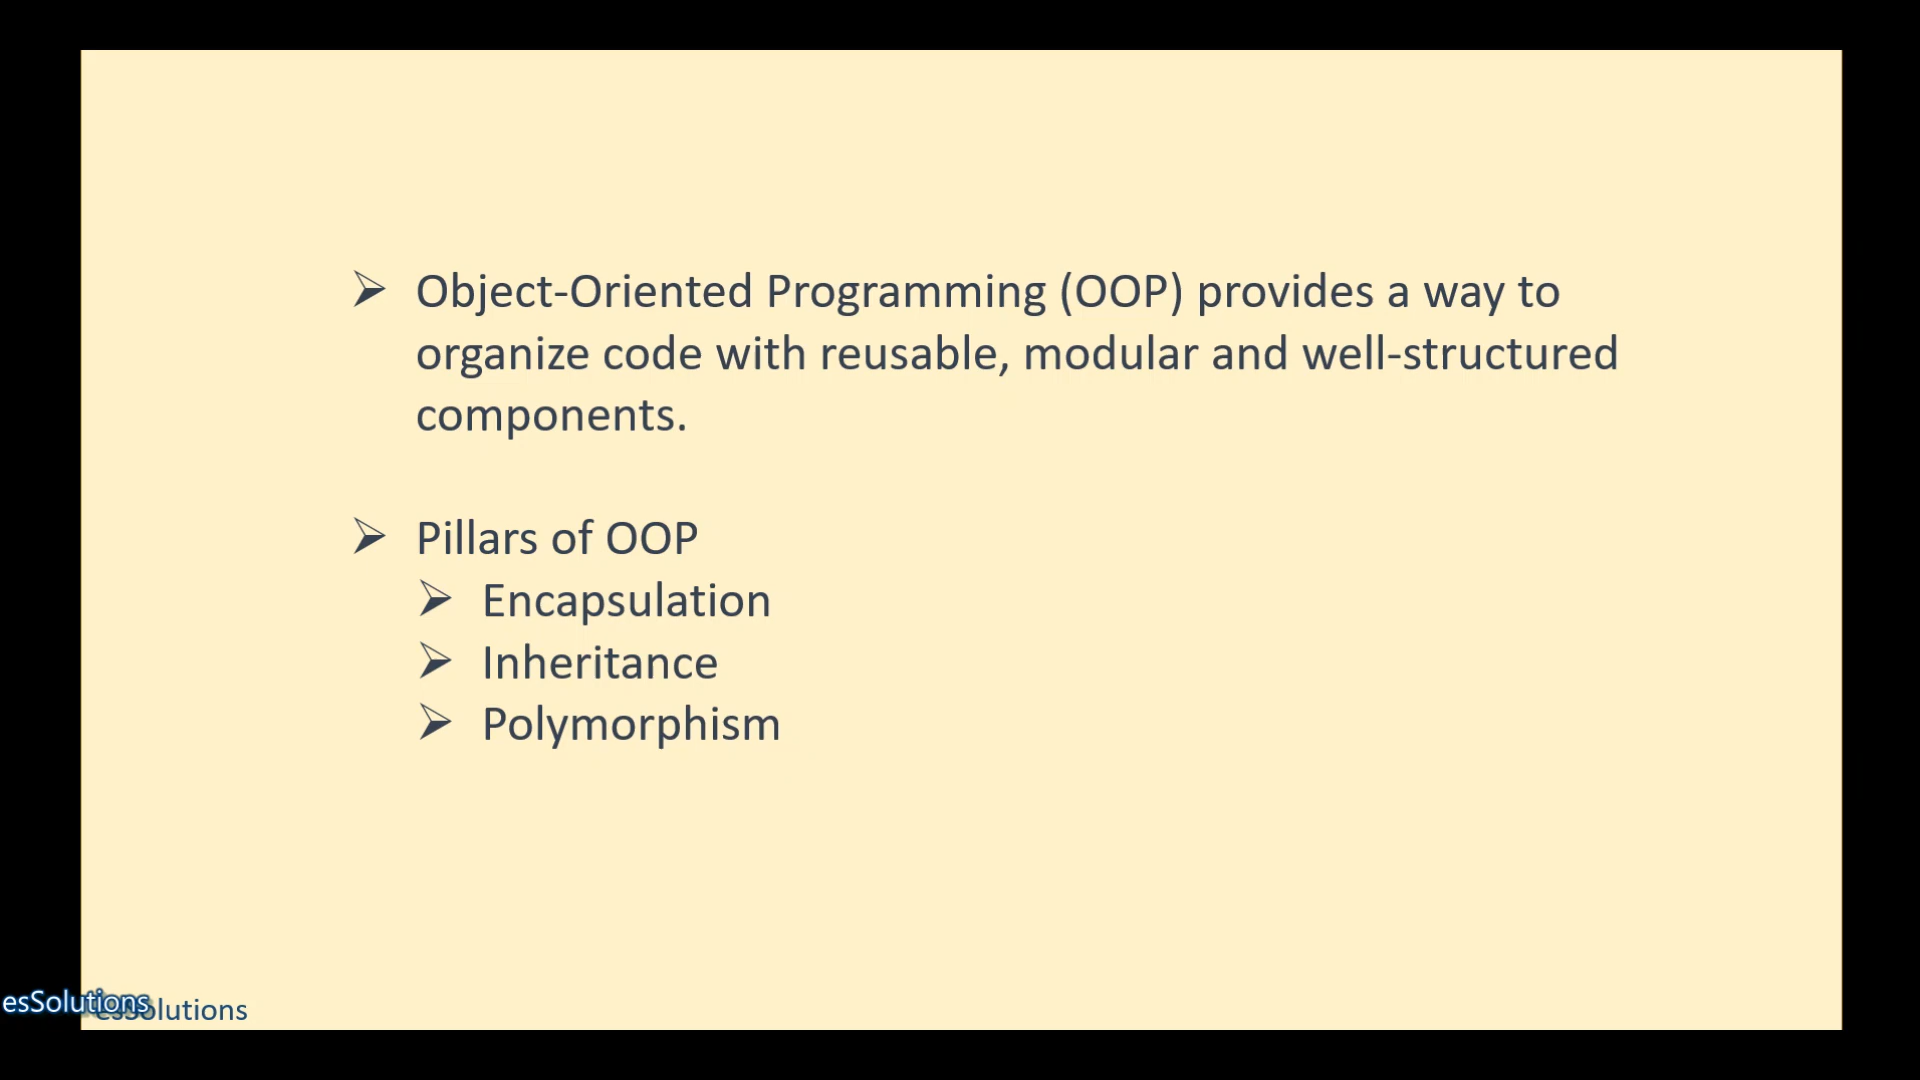 ➢ Object-Oriented Programming (OOP) provides a way to
organize code with reusable, modular and well-structured
components.
➢ Pillars of OOP
➢ Encapsulation
➢ Inheritance
➢ Polymorphism
esSolutions
esSolutions